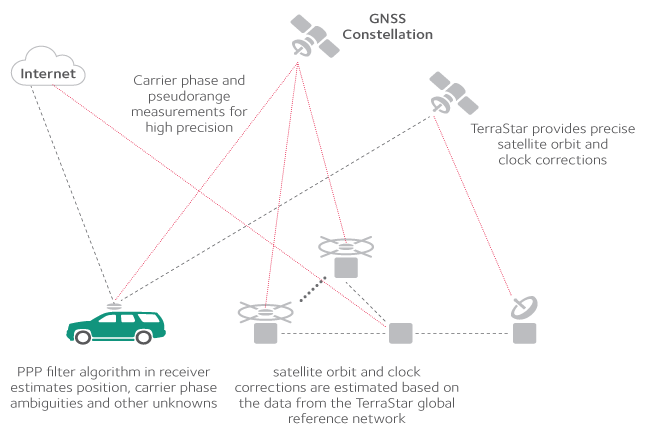 GNSS
Constellation
Internet
Carrier phase and
pseudorange
measurements for
high precision
TerraStar provides precise
satellite orbit and
clock corrections
PPP filter algorithm in receiver
estimates position, carrier phase
ambiguities and other unknowns
satellite orbit and clock
corrections are estimated based on
the data from the TerraStar global
reference network